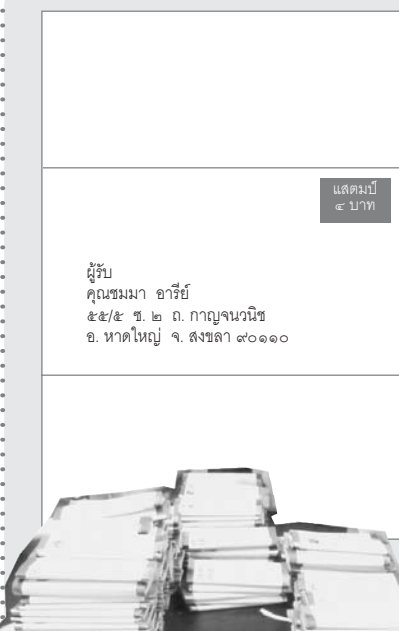 แสตมป์
๔ บาท
ผู้รับ
คุณชมมา อารีย์
๕๕/๕ ซ. ๒ ถ. กาญจนวนิช
อ. หาดใหญ่ จ. สงขลา ๙๐๑๑๐